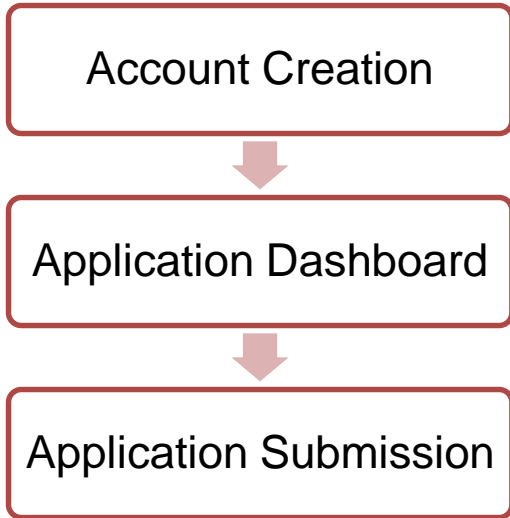 Account Creation
Application Dashboard
Application Submission